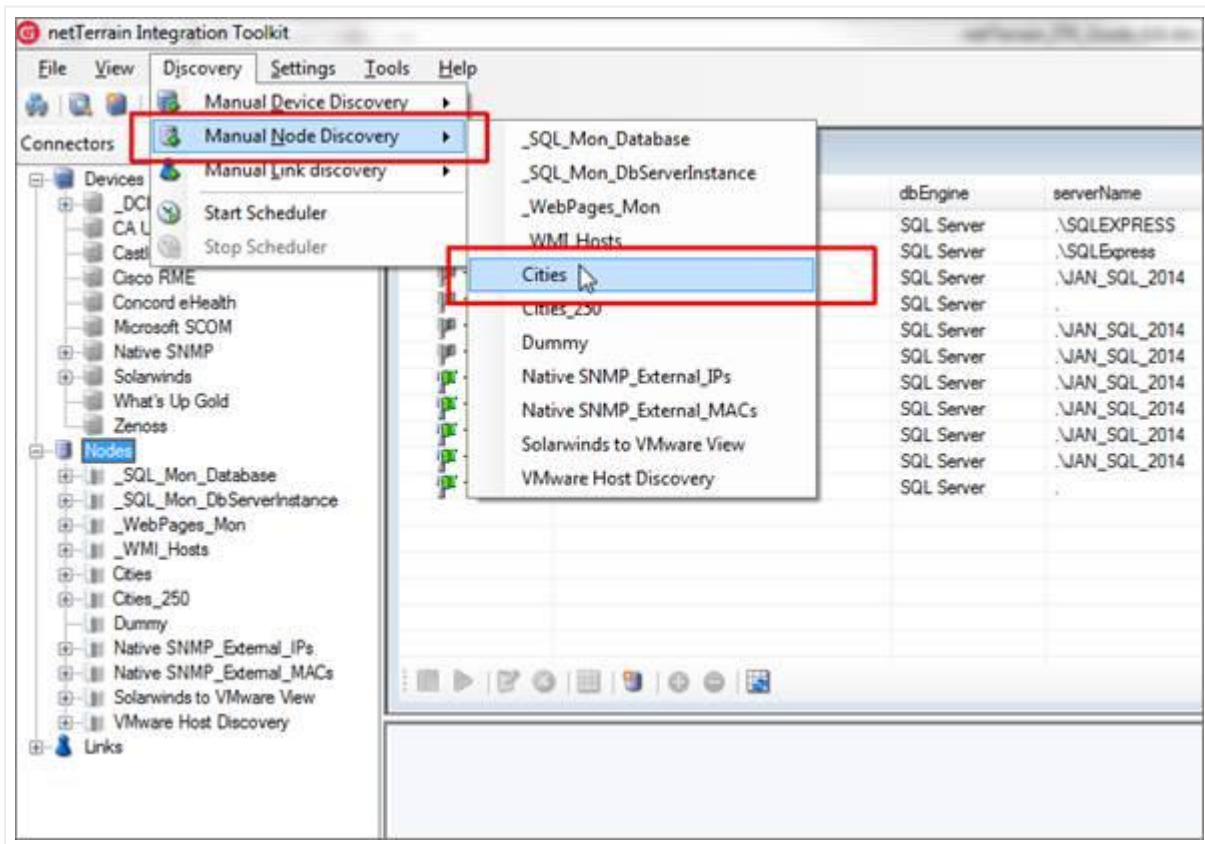 netTerrain Integration Toolkit
File View Discovery Settings Tools Help
Manual Device Discovery
Connectors
Manual Node Discovery
Manual Link discovery
Start Scheduler
Stop Scheduler
_SQL_Mon_Database
_SQL_Mon_DbServerInstance
_WebPages_Mon
_WMI_Hosts
Cities
Cities_250
Dummy
Native SNMP_External_IPs
Native SNMP_External_MACs
Solarwinds to VMware View
VMware Host Discovery
dbEngine serverName
SQL Server .\SQLEXPRESS
SQL Server .\SQLExpress
SQL Server .\JAN_SQL_2014
SQL Server .
SQL Server .\JAN_SQL_2014
SQL Server .\JAN_SQL_2014
SQL Server .\JAN_SQL_2014
SQL Server .\JAN_SQL_2014
SQL Server .\JAN_SQL_2014
SQL Server .\JAN_SQL_2014
SQL Server .
Devices
Cisco RME
Concord eHealth
Microsoft SCOM
Native SNMP
Solarwinds
What's Up Gold
Zenoss
Nodes
_SQL_Mon_Database
_SQL_Mon_DbServerInstance
_WebPages_Mon
_WMI_Hosts
Cities
Cities_250
Dummy
Native SNMP_External_IPs
Native SNMP_External_MACs
Solarwinds to VMware View
VMware Host Discovery
Links